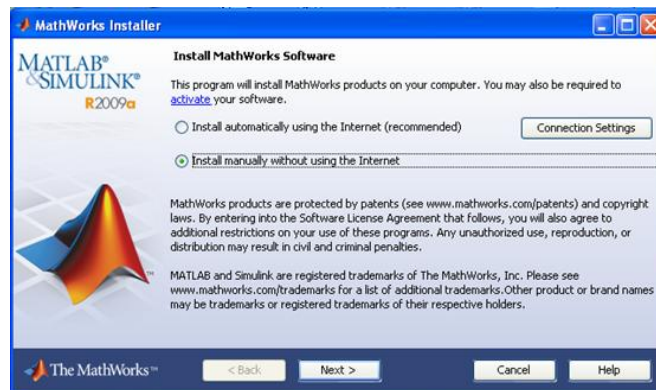 MathWorks Installer
MATLAB®
&SIMULINK®
R2009a
Install MathWorks Software
This program will install MathWorks products on your computer. You may also be required to
activate your software.
Install automatically using the Internet (recommended)
Connection Settings
Install manually without using the Internet
MathWorks products are protected by patents (see www.mathworks.com/patents) and copyright
laws. By entering into the Software License Agreement that follows, you will also agree to
additional restrictions on your use of these programs. Any unauthorized use, reproduction, or
distribution may result in civil and criminal penalties.
MATLAB and Simulink are registered trademarks of The MathWorks, Inc. Please see
www.mathworks.com/trademarks for a list of additional trademarks.Other product or brand names
may be trademarks or registered trademarks of their respective holders.
The MathWorks™
< Back
Next >
Cancel
Help